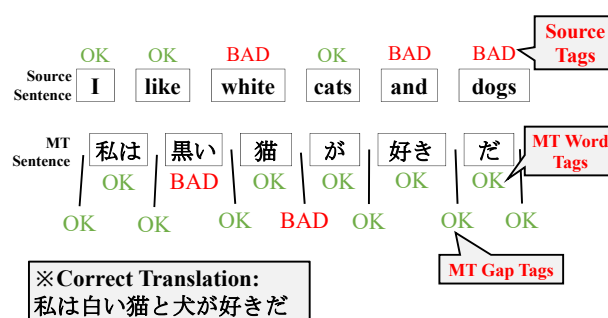 OK OK BAD OK BAD BAD
Source Tags
Source Sentence
I like white cats and dogs
MT Sentence
私は 黒い 猫 が 好き だ
OK BAD OK OK OK OK
MT Word Tags
OK OK OK BAD OK OK OK
MT Gap Tags
※Correct Translation:
私は白い猫と犬が好きだ